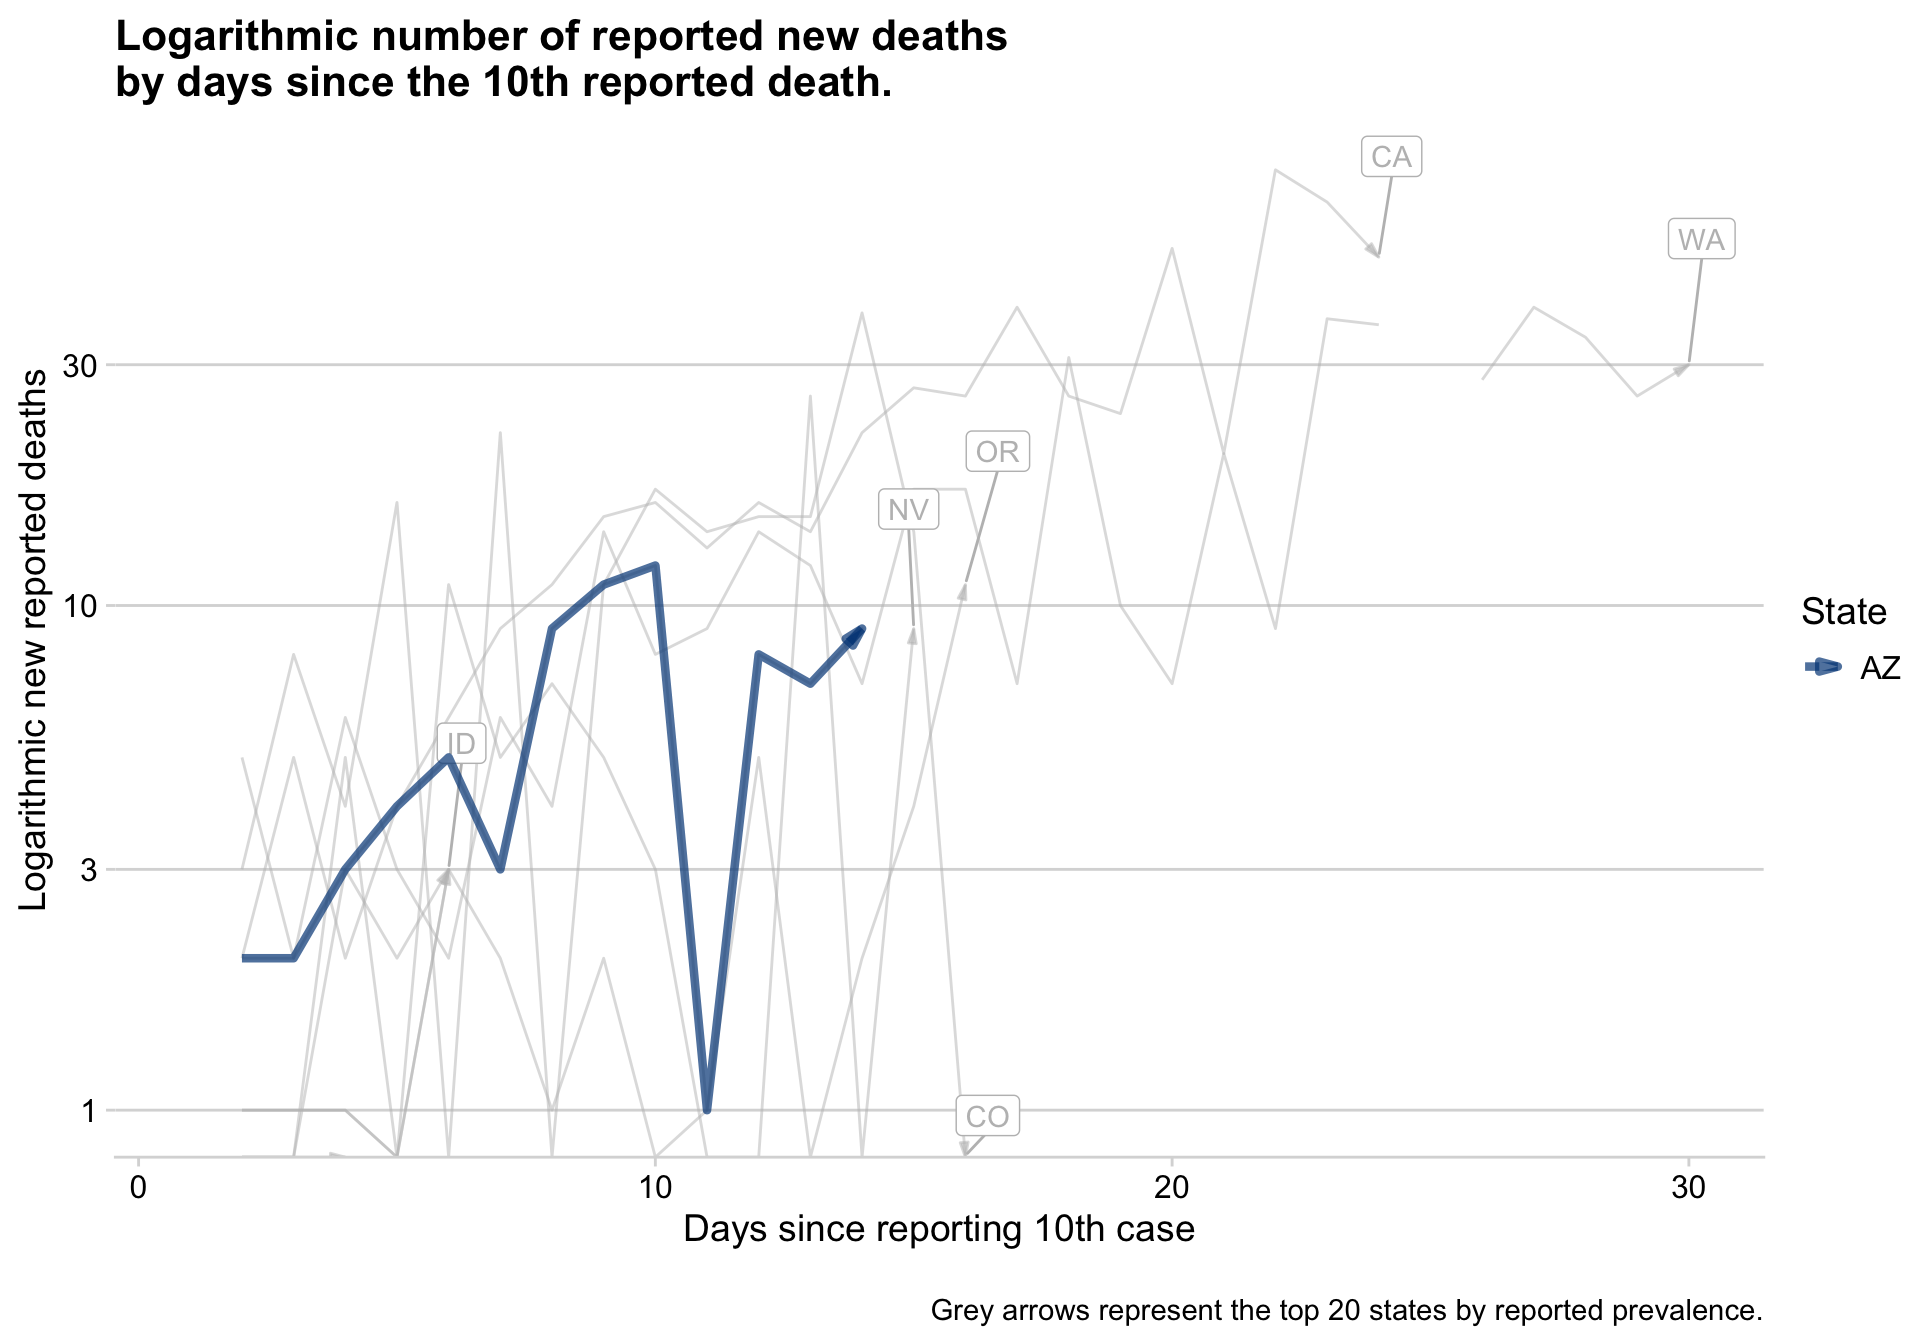 Logarithmic number of reported new deaths
by days since the 10th reported death.
CA
WA
30
OR
NV
10
State
AZ
ID
3
1
CO
Logarithmic new reported deaths
0 10 20 30
Days since reporting 10th case
Grey arrows represent the top 20 states by reported prevalence.